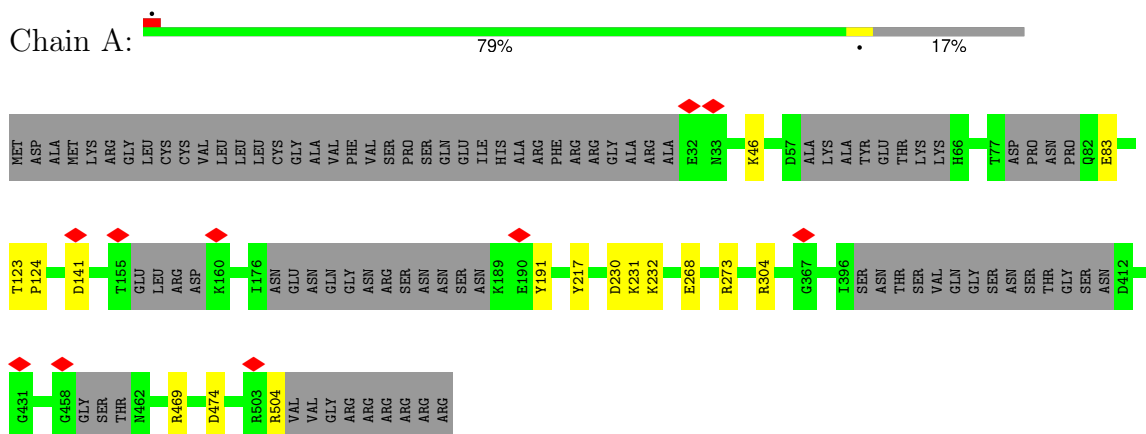 Chain A: 79% 17%
MET ASP ALA MET LYS ARG GLY LEU CYS CYS VAL LEU LEU LEU CYS GLY ALA VAL PHE VAL SER PRO SER GLN GLU ILE HIS ALA ARG PHE ARG ARG GLY ALA ARG ALA E32 N33 K46 D57 ALA LYS ALA TYR GLU THR LYS LYS H66 T77 ASP PRO ASN PRO Q82 E83
T123 P124 D141 T155 GLU LEU ARG ASP K160 I176 ASN GLU ASN GLN GLY ASN ARG SER ASN ASN SER ASN K189 E190 Y191 Y217 D230 K231 K232 E268 R273 R304 G367 I396 SER ASN THR SER VAL GLN GLY SER ASN SER THR GLY SER ASN D412
G431 G458 GLY SER THR N462 R469 D474 R503 R504 VAL VAL GLY ARG ARG ARG ARG ARG ARG